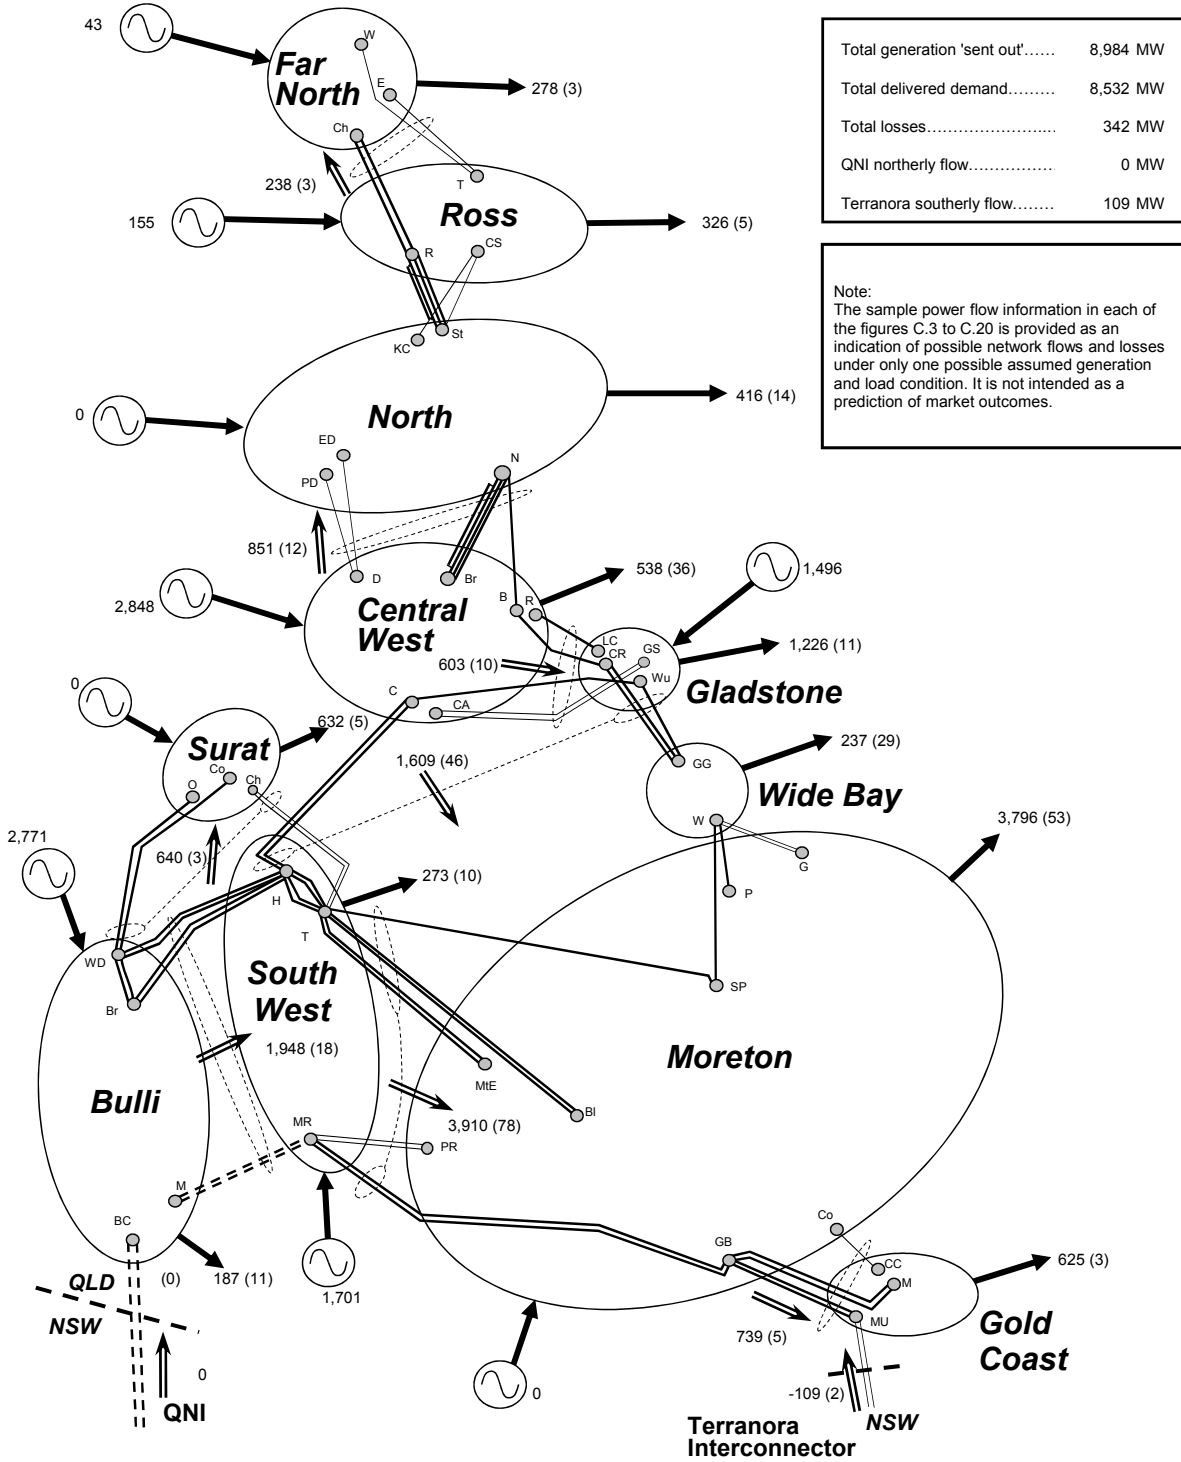 43
W
Far
North
E
278 (3)
Ch
238 (3)
T
155
Ross
326 (5)
R
CS
St
KC
0
North
416 (14)
ED
PD
N
851 (12)
D
Br
538 (36)
1,496
2,848
Central
West
B
R
LC
CR
GS
1,226 (11)
603 (10)
Wu
Gladstone
C
CA
0
632 (5)
Surat
Co
Ch
O
1,609 (46)
GG
237 (29)
Wide Bay
W
G
P
3,796 (53)
2,771
640 (3)
H
273 (10)
T
WD
Br
South
West
SP
1,948 (18)
Moreton
MtE
Bulli
BI
MR
3,910 (78)
PR
M
BC
Co
GB
CC
M
625 (3)
(0)
187 (11)
QLD
NSW
1,701
MU
739 (5)
Gold
Coast
0
QNI
0
-109 (2)
NSW
Terranora
Interconnector
Total generation 'sent out'...... 8,984 MW
Total delivered demand......... 8,532 MW
Total losses........................ 342 MW
QNI northerly flow................ 0 MW
Terranora southerly flow........ 109 MW
Note:
The sample power flow information in each of
the figures C.3 to C.20 is provided as an
indication of possible network flows and losses
under only one possible assumed generation
and load condition. It is not intended as a
prediction of market outcomes.